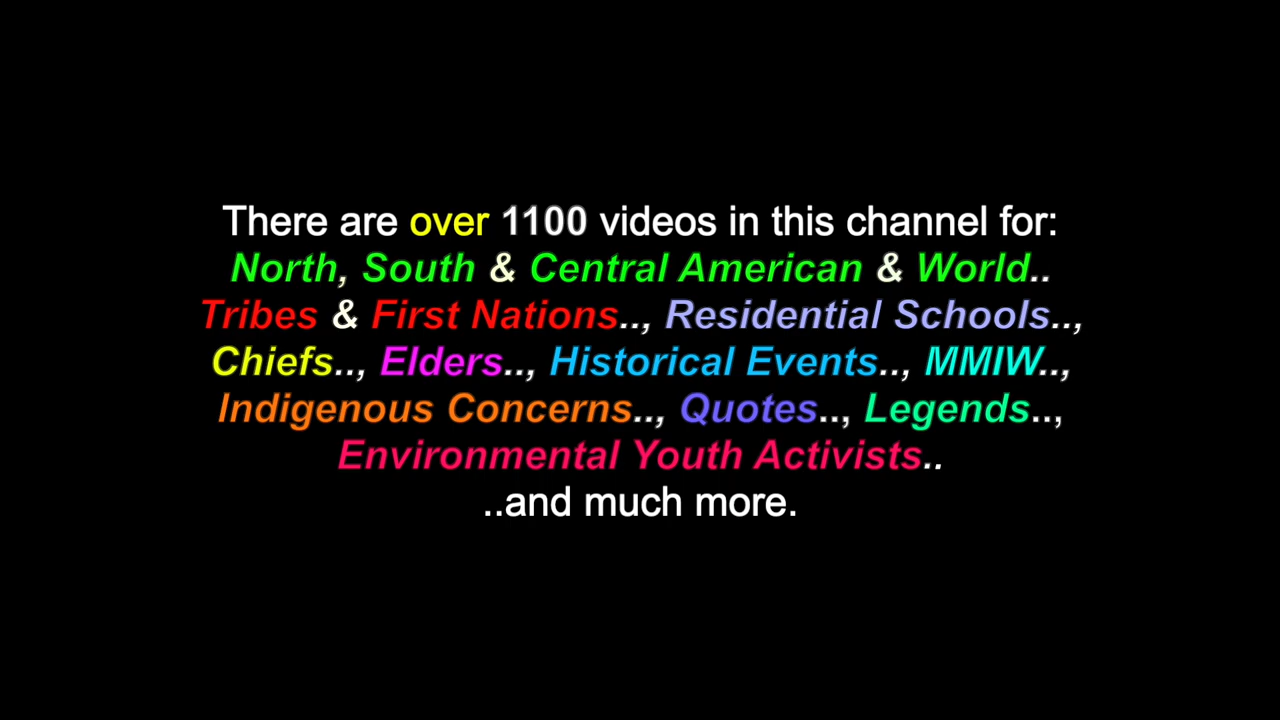 There are over 1100 videos in this channel for:
North, South & Central American & World..
Tribes & First Nations.., Residential Schools..,
Chiefs.., Elders.., Historical Events.., MMIW..,
Indigenous Concerns.., Quotes.., Legends..,
Environmental Youth Activists..
..and much more.